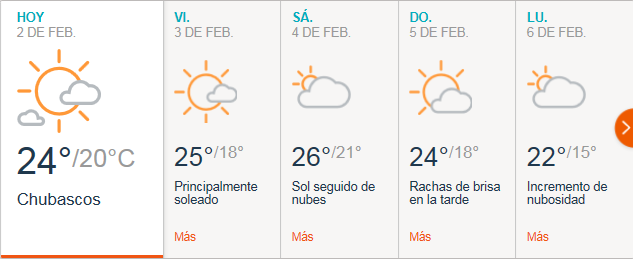 HOY
2 DE FEB.
24°/20°C
Chubascos
VI.
3 DE FEB.
25°/18°
Principalmente
soleado
Más
SÁ.
4 DE FEB.
26°/21°
Sol seguido de
nubes
Más
DO.
5 DE FEB.
24°/18°
Rachas de brisa
en la tarde
Más
LU.
6 DE FEB.
22°/15°
Incremento de
nubosidad
Más